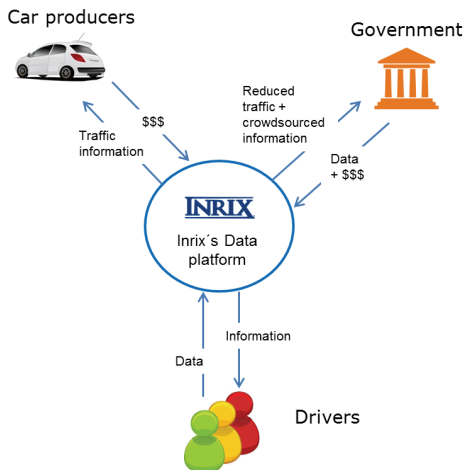 Car producers
Government
$$$
Traffic
information
Reduced
traffic +
crowdsourced
information
Data
+ $$$
INRIX
Inrix´s Data
platform
Information
Data
Drivers